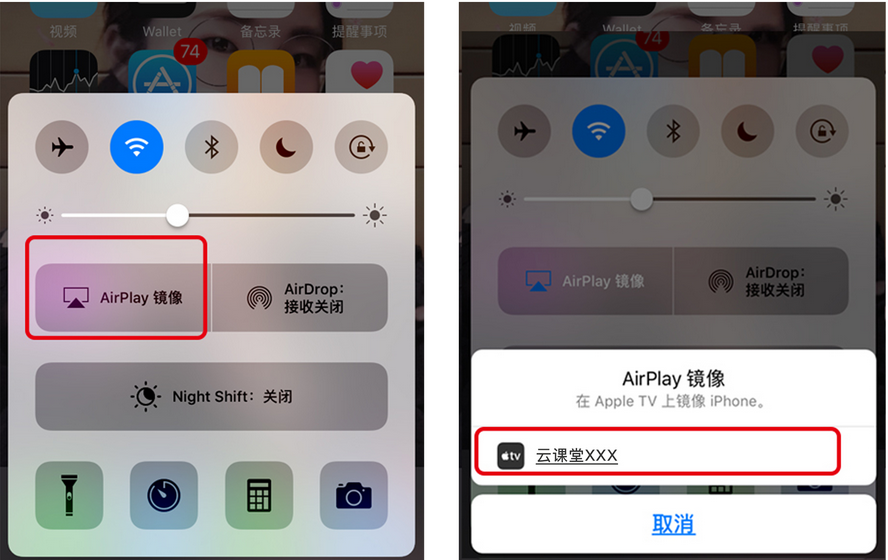 视频
Wallet
备忘录
提醒事项
74
AirPlay 镜像
AirDrop：
接收关闭
Night Shift：关闭
视频
Wallet
备忘录
提醒事项
74
AirPlay 镜像
AirDrop：
接收关闭
AirPlay 镜像
在 Apple TV 上镜像 iPhone。
tv
云课堂XXX
取消